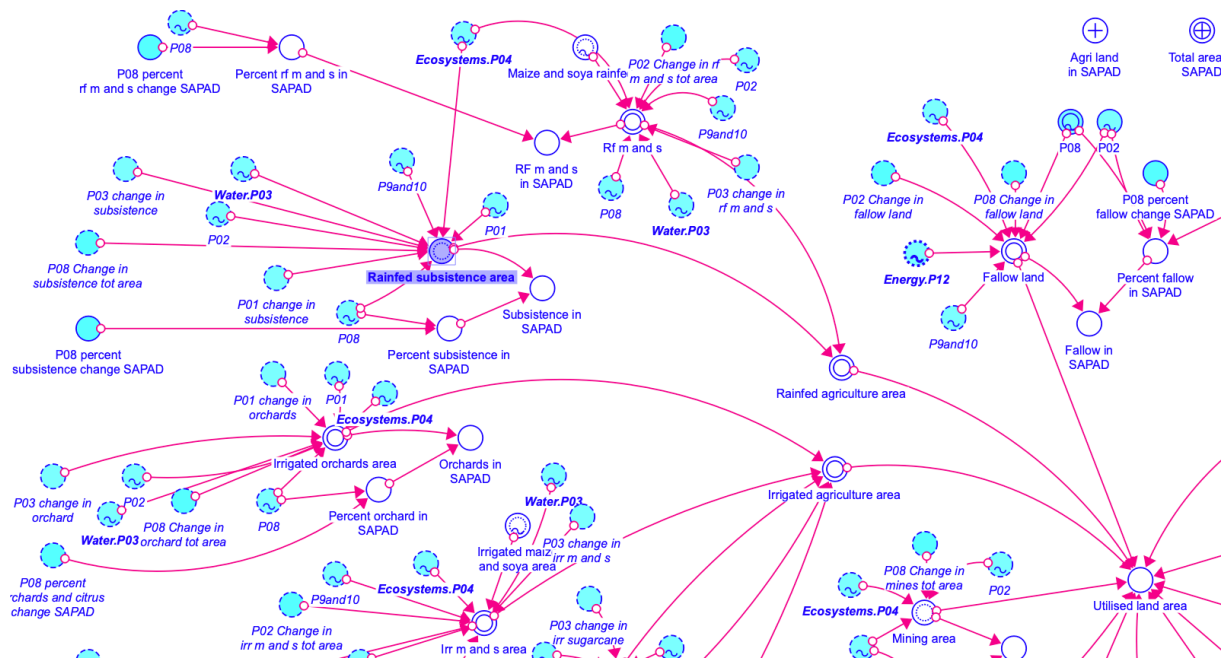 P08
P08 percent
rf m and s change SAPAD
Percent rf m and s in
SAPAD
Ecosystems.P04
Maize and soya rainfe
P02 Change in rf
m and s tot area
P02
P9and10
Rf m and s
RF m and s
in SAPAD
P08
Water.P03
P03 change in
rf m and s
Agri land
in SAPAD
Total area
SAPAD
Ecosystems.P04
P08
P02
P02 Change in
fallow land
P08 Change in
fallow land
P08 percent
fallow change SAPAD
Energy.P12
Fallow land
Percent fallow
in SAPAD
P9and10
Fallow in
SAPAD
P03 change in
subsistence
Water.P03
P9and10
P02
P01
P08 Change in
subsistence tot area
Rainfed subsistence area
P01 change in
subsistence
P08
Subsistence in
SAPAD
P08 percent
subsistence change SAPAD
Percent subsistence in
SAPAD
Rainfed agriculture area
P01 change in
orchards
P01
Ecosystems.P04
Irrigated orchards area
Orchards in
SAPAD
P03 change in
orchard
P02
Water.P03
P08 Change in
orchard tot area
P08
Percent orchard in
SAPAD
Irrigated agriculture area
Water.P03
Irrigated maiz
and soya area
P03 change in
irr m and s
P08 percent
rchards and citrus
change SAPAD
P9and10
Ecosystems.P04
P02 Change in
irr m and s tot area
Irr m and s area
P03 change in
irr sugarcane
P08 Change in
mines tot area
P02
Ecosystems.P04
Mining area
Utilised land area